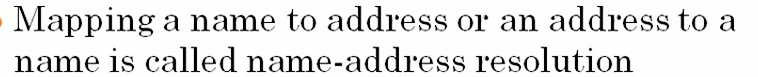 Mapping a name to address or an address to a
name is called name-address resolution